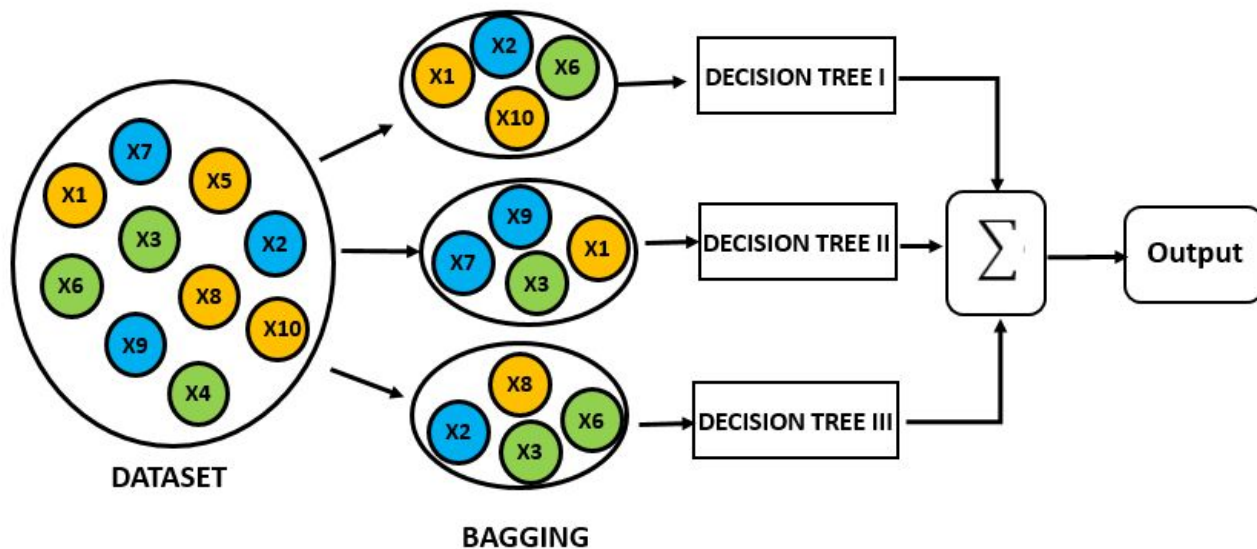 X7
X1
X5
X3
X2
X6
X8
X10
X9
X4
DATASET
X2
X1
X6
X10
X9
X7
X1
X3
X8
X2
X6
X3
BAGGING
DECISION TREE I
DECISION TREE II
DECISION TREE III
∑
Output